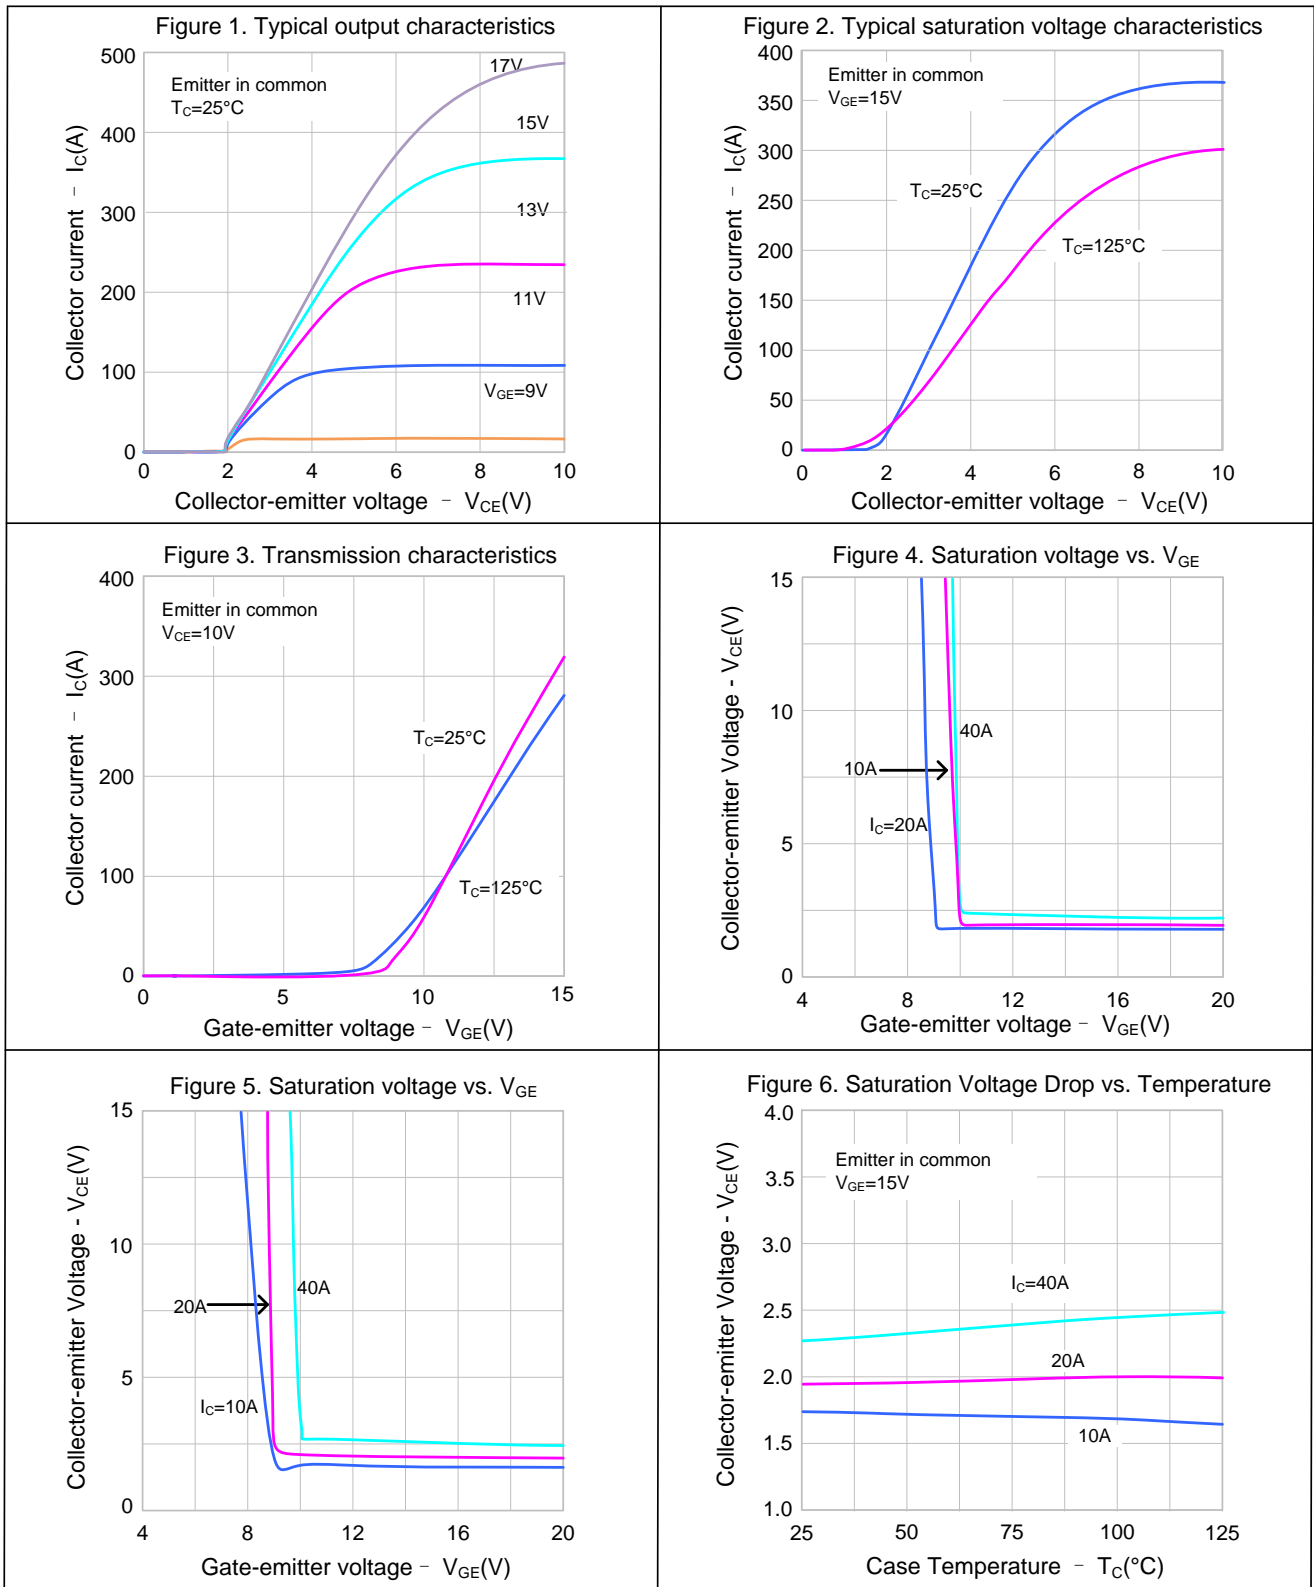 Figure 1. Typical output characteristics
Emitter in common
TC=25°C
17V
15V
13V
11V
VGE=9V
Collector current － IC(A)
500
400
300
200
100
0
0 2 4 6 8 10
Collector-emitter voltage － VCE(V)
Figure 2. Typical saturation voltage characteristics
Emitter in common
VGE=15V
TC=25°C
TC=125°C
Collector current － IC(A)
400
350
300
250
200
150
100
50
0
0 2 4 6 8 10
Collector-emitter voltage － VCE(V)
Figure 3. Transmission characteristics
Emitter in common
VCE=10V
TC=25°C
TC=125°C
Collector current － IC(A)
400
300
200
100
0
0 5 10 15
Gate-emitter voltage － VGE(V)
Figure 4. Saturation voltage vs. VGE
40A
10A
IC=20A
Collector-emitter Voltage - VCE(V)
15
10
5
0
4 8 12 16 20
Gate-emitter voltage － VGE(V)
Figure 5. Saturation voltage vs. VGE
40A
20A
IC=10A
Collector-emitter Voltage - VCE(V)
15
10
5
0
4 8 12 16 20
Gate-emitter voltage － VGE(V)
Figure 6. Saturation Voltage Drop vs. Temperature
Emitter in common
VGE=15V
IC=40A
20A
10A
Collector-emitter Voltage - VCE(V)
4.0
3.5
3.0
2.5
2.0
1.5
1.0
25 50 75 100 125
Case Temperature － TC(°C)